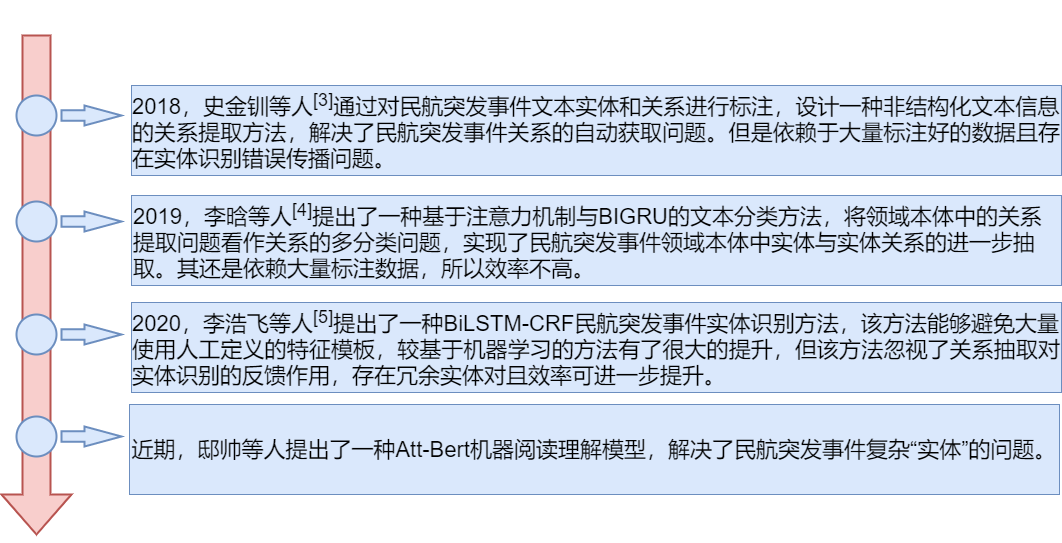 2018，史金钏等人[3]通过对民航突发事件文本实体和关系进行标注，设计一种非结构化文本信息
的关系提取方法，解决了民航突发事件关系的自动获取问题。但是依赖于大量标注好的数据且存
在实体识别错误传播问题。
2019，李晗等人[4]提出了一种基于注意力机制与BIGRU的文本分类方法，将领域本体中的关系
提取问题看作关系的多分类问题，实现了民航突发事件领域本体中实体与实体关系的进一步抽
取。其还是依赖大量标注数据，所以效率不高。
2020，李浩飞等人[5]提出了一种BiLSTM-CRF民航突发事件实体识别方法，该方法能够避免大量
使用人工定义的特征模板，较基于机器学习的方法有了很大的提升，但该方法忽视了关系抽取对
实体识别的反馈作用，存在冗余实体对且效率可进一步提升。
近期，邸帅等人提出了一种Att-Bert机器阅读理解模型，解决了民航突发事件复杂“实体”的问题。